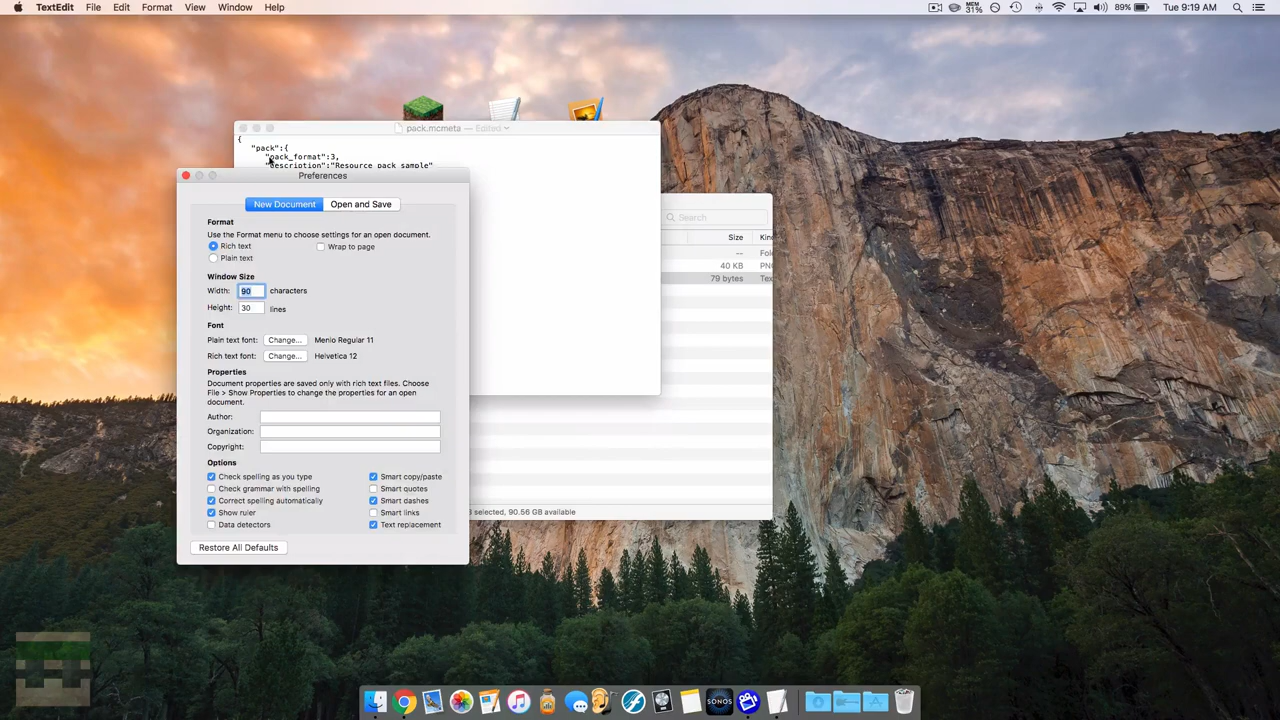 TextEdit File Edit Format View Window Help
MEM 31% 89% Tue 9:19 AM
pack.mcmeta — Edited
{
"pack":{
"pack_format":3,
"description":"Resource pack sample"
Preferences
New Document Open and Save
Search
Format
Use the Format menu to choose settings for an open document.
Rich text Wrap to page
Plain text
Size Kin
-- Fol
40 KB PN
79 bytes Tex
Window Size
Width: 90 characters
Height: 30 lines
Font
Plain text font: Change... Menlo Regular 11
Rich text font: Change... Helvetica 12
Properties
Document properties are saved only with rich text files. Choose
File > Show Properties to change the properties for an open
document.
Author:
Organization:
Copyright:
Options
Check spelling as you type Smart copy/paste
Check grammar with spelling Smart quotes
Correct spelling automatically Smart dashes
Show ruler Smart links
Data detectors Text replacement
selected, 90.56 GB available
Restore All Defaults
SONOS